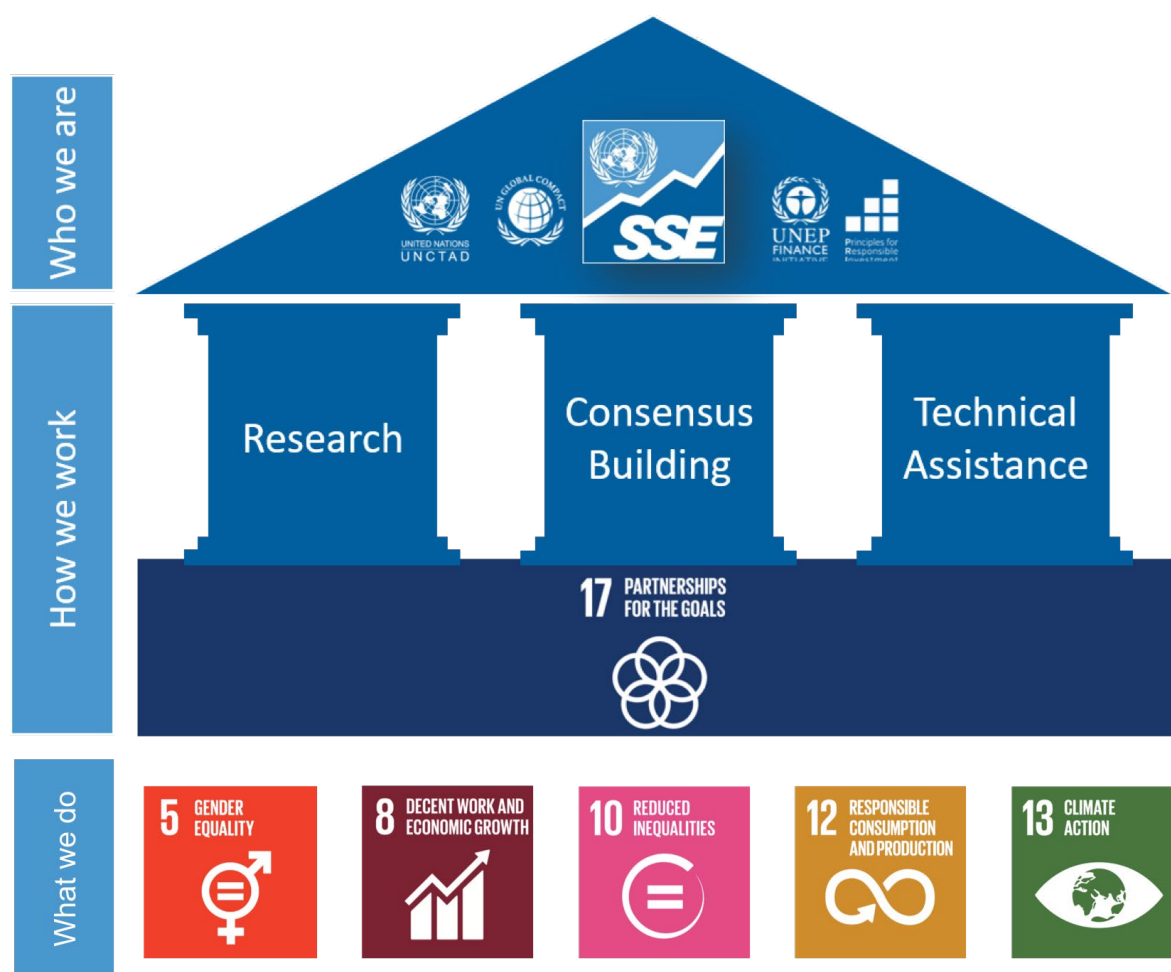 Who we are
UNITED NATIONS
UNCTAD
UN GLOBAL COMPACT
SSE
UNEP
FINANCE
INITIATIVE
Principles for
Responsible
Investment
How we work
Research
Consensus
Building
Technical
Assistance
17 PARTNERSHIPS
FOR THE GOALS
What we do
5 GENDER
EQUALITY
8 DECENT WORK AND
ECONOMIC GROWTH
10 REDUCED
INEQUALITIES
12 RESPONSIBLE
CONSUMPTION
AND PRODUCTION
13 CLIMATE
ACTION